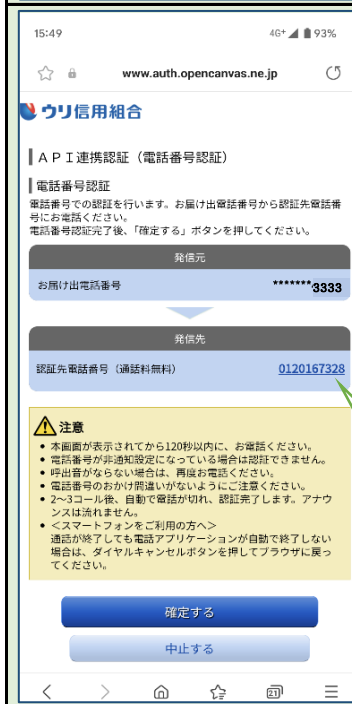 15:49 4G+ 93%
www.auth.opencanvas.ne.jp
ウリ信用組合
API連携認証（電話番号認証）
電話番号認証
電話番号での認証を行います。お届け出電話番号から認証先電話番
号にお電話ください。
電話番号認証完了後、「確定する」ボタンを押してください。
発信元
お届け出電話番号 *******3333
発信先
認証先電話番号（通話料無料） 0120167328
注意
• 本画面が表示されてから120秒以内に、お電話ください。
• 電話番号が非通知設定になっている場合は認証できません。
• 呼出音がならない場合は、再度お電話ください。
• 電話番号のおかけ間違いがないようにご注意ください。
• 2〜3コール後、自動で電話が切れ、認証完了します。アナウ
ンスは流れません。
• ＜スマートフォンをご利用の方へ＞
通話が終了しても電話アプリケーションが自動で終了しない
場合は、ダイヤルキャンセルボタンを押してブラウザに戻っ
てください。
確定する
中止する
21